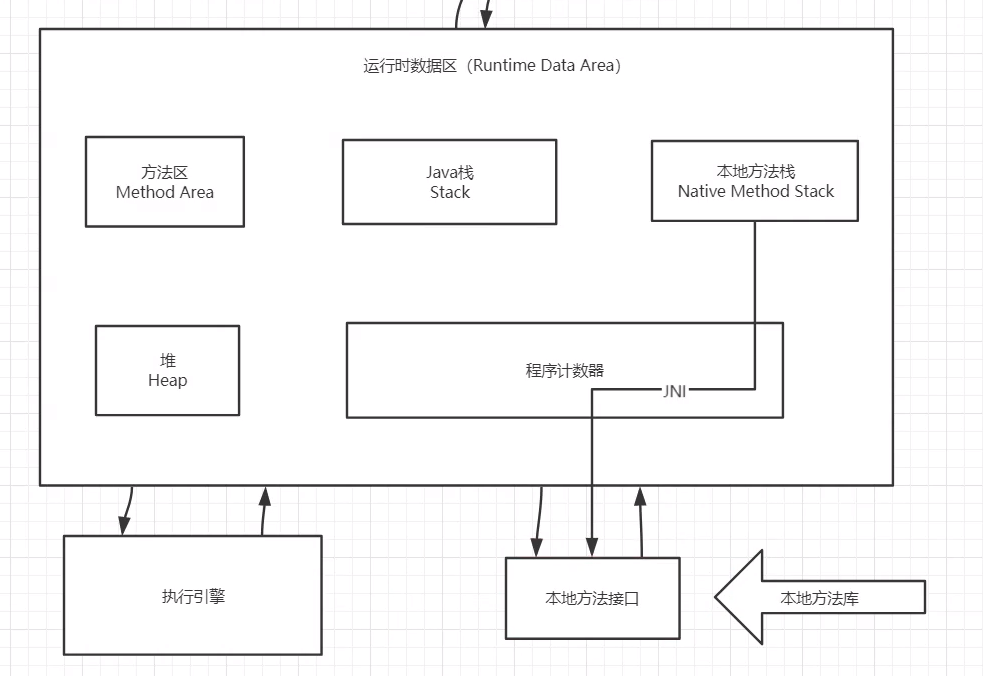 运行时数据区（Runtime Data Area）
方法区
Method Area
Java栈
Stack
本地方法栈
Native Method Stack
堆
Heap
程序计数器
JNI
执行引擎
本地方法接口
本地方法库